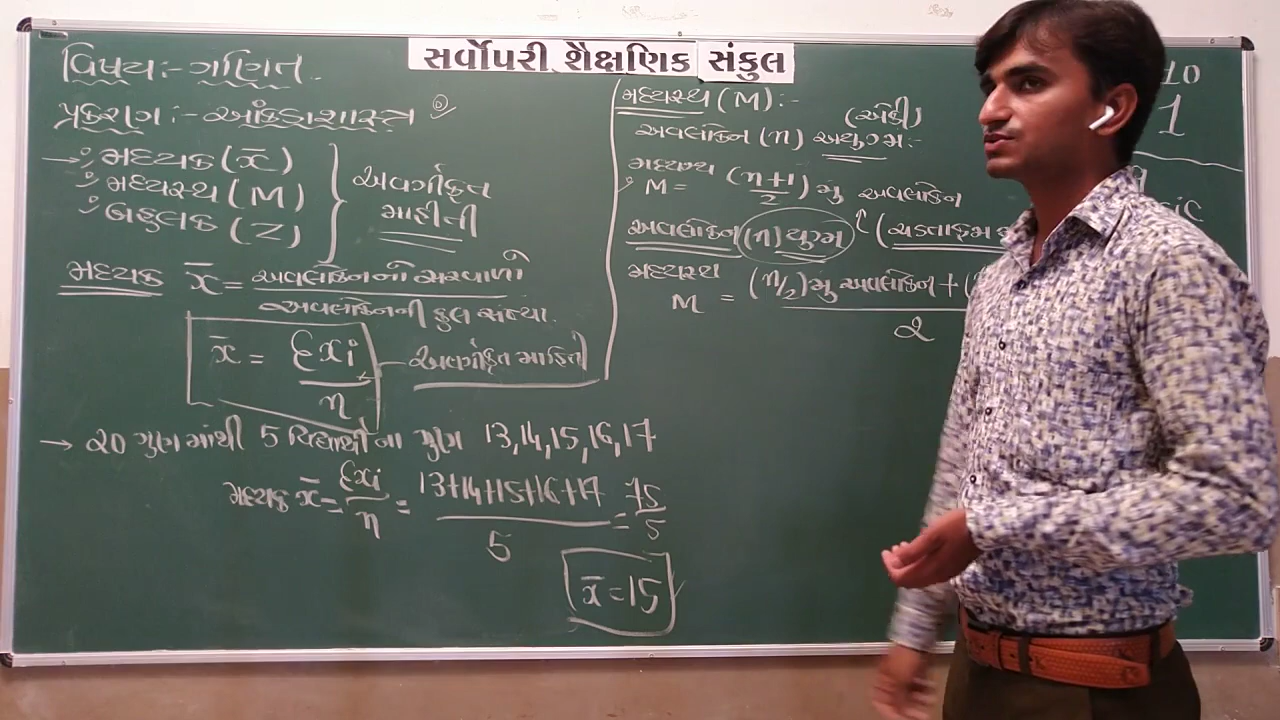 સર્વોપરી શૈક્ષણિક સંકુલ
વિષય:- ગણિત.
પ્રકરણ:- આંકડાશાસ્ત્ર
→ મધ્યક (x̄)
મધ્યસ્થ (M)
બહુલક (Z)
અવર્ગીકૃત
માહીતી
મધ્યક x̄ = અવલોકનનો સરવાળો
અવલોકનની કુલ સંખ્યા.
x̄ = Σxi / n
અવર્ગીકૃત માહિતી
→ ૨૦ ગુણ માંથી 5 વિદ્યાર્થીના ગુણ 13,14,15,16,17
મધ્યક x̄ = Σxi / n = 13+14+15+16+17 / 5 = 75 / 5
x̄ = 15
મધ્યસ્થ (M) :-
(એકી)
અવલોકન (n) અયુગ્મ:-
મધ્યસ્થ
M = (n+1 / 2) મુ અવલોકન
અવલોકન (n) યુગ્મ
મધ્યસ્થ
M = (n/2) મુ અવલોકન + (
૨
10
1